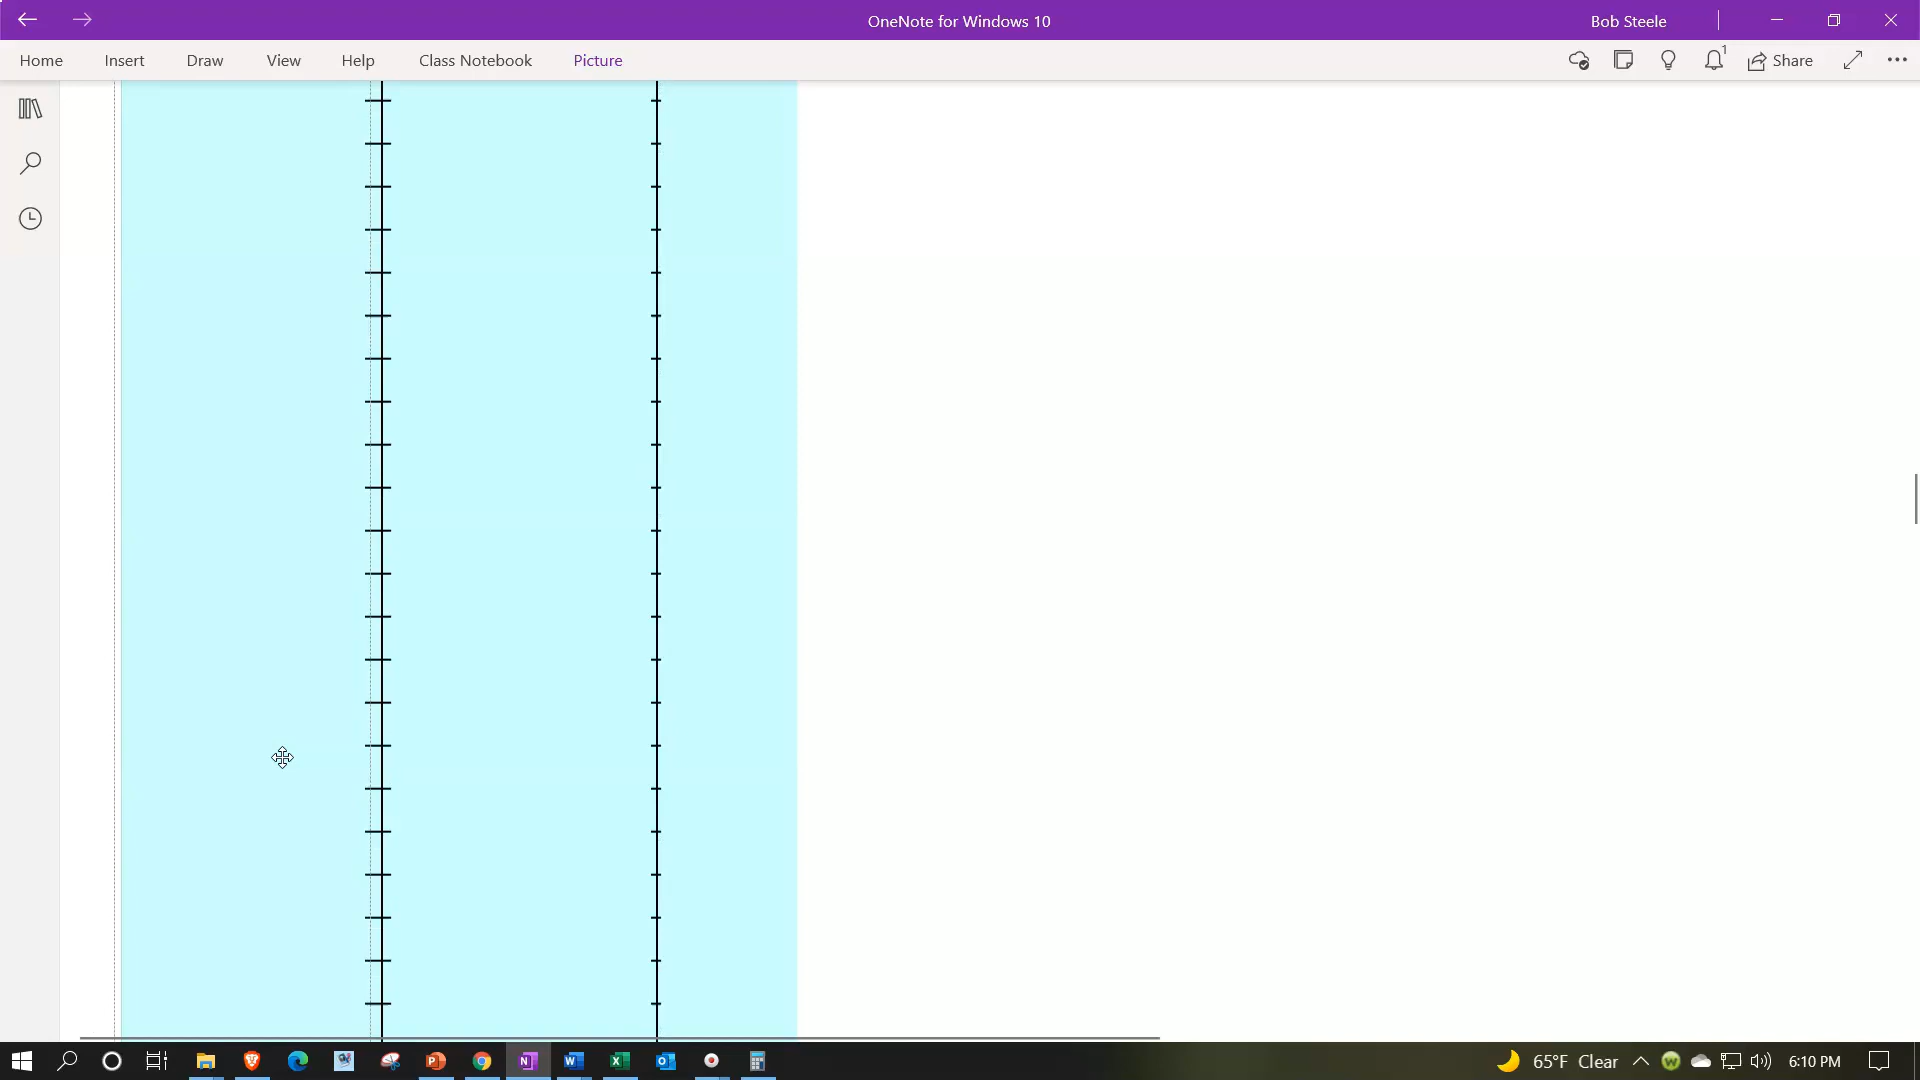 OneNote for Windows 10
Bob Steele
Home Insert Draw View Help Class Notebook Picture
1
Share
65°F Clear
6:10 PM